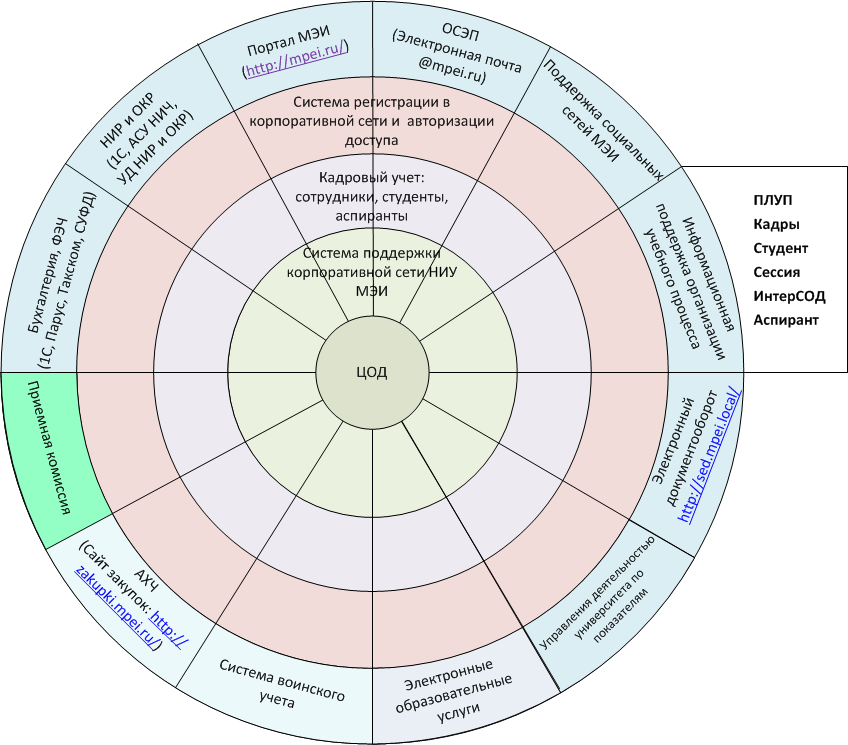 Портал МЭИ
(http://mpei.ru/)
ОСЭП
(Электронная почта
@mpei.ru)
Поддержка социальных
сетей МЭИ
Информационная
поддержка организации
учебного процесса
ПЛУП
Кадры
Студент
Сессия
ИнтерСОД
Аспирант
Электронный
документооборот
http://sed.mpei.local/
Управления деятельностью
университета по
показателям
Электронные
образовательные
услуги
Система воинского
учета
АХЧ
(Сайт закупок: http://
zakupki.mpei.ru/)
Приемная комиссия
Бухгалтерия, ФЭЧ
(1С, Парус, Такском, СУФД)
НИР и ОКР
(1С, АСУ НИЧ,
УД НИР и ОКР)
Система регистрации в
корпоративной сети и авторизации
доступа
Кадровый учет:
сотрудники, студенты,
аспиранты
Система поддержки
корпоративной сети НИУ
МЭИ
ЦОД